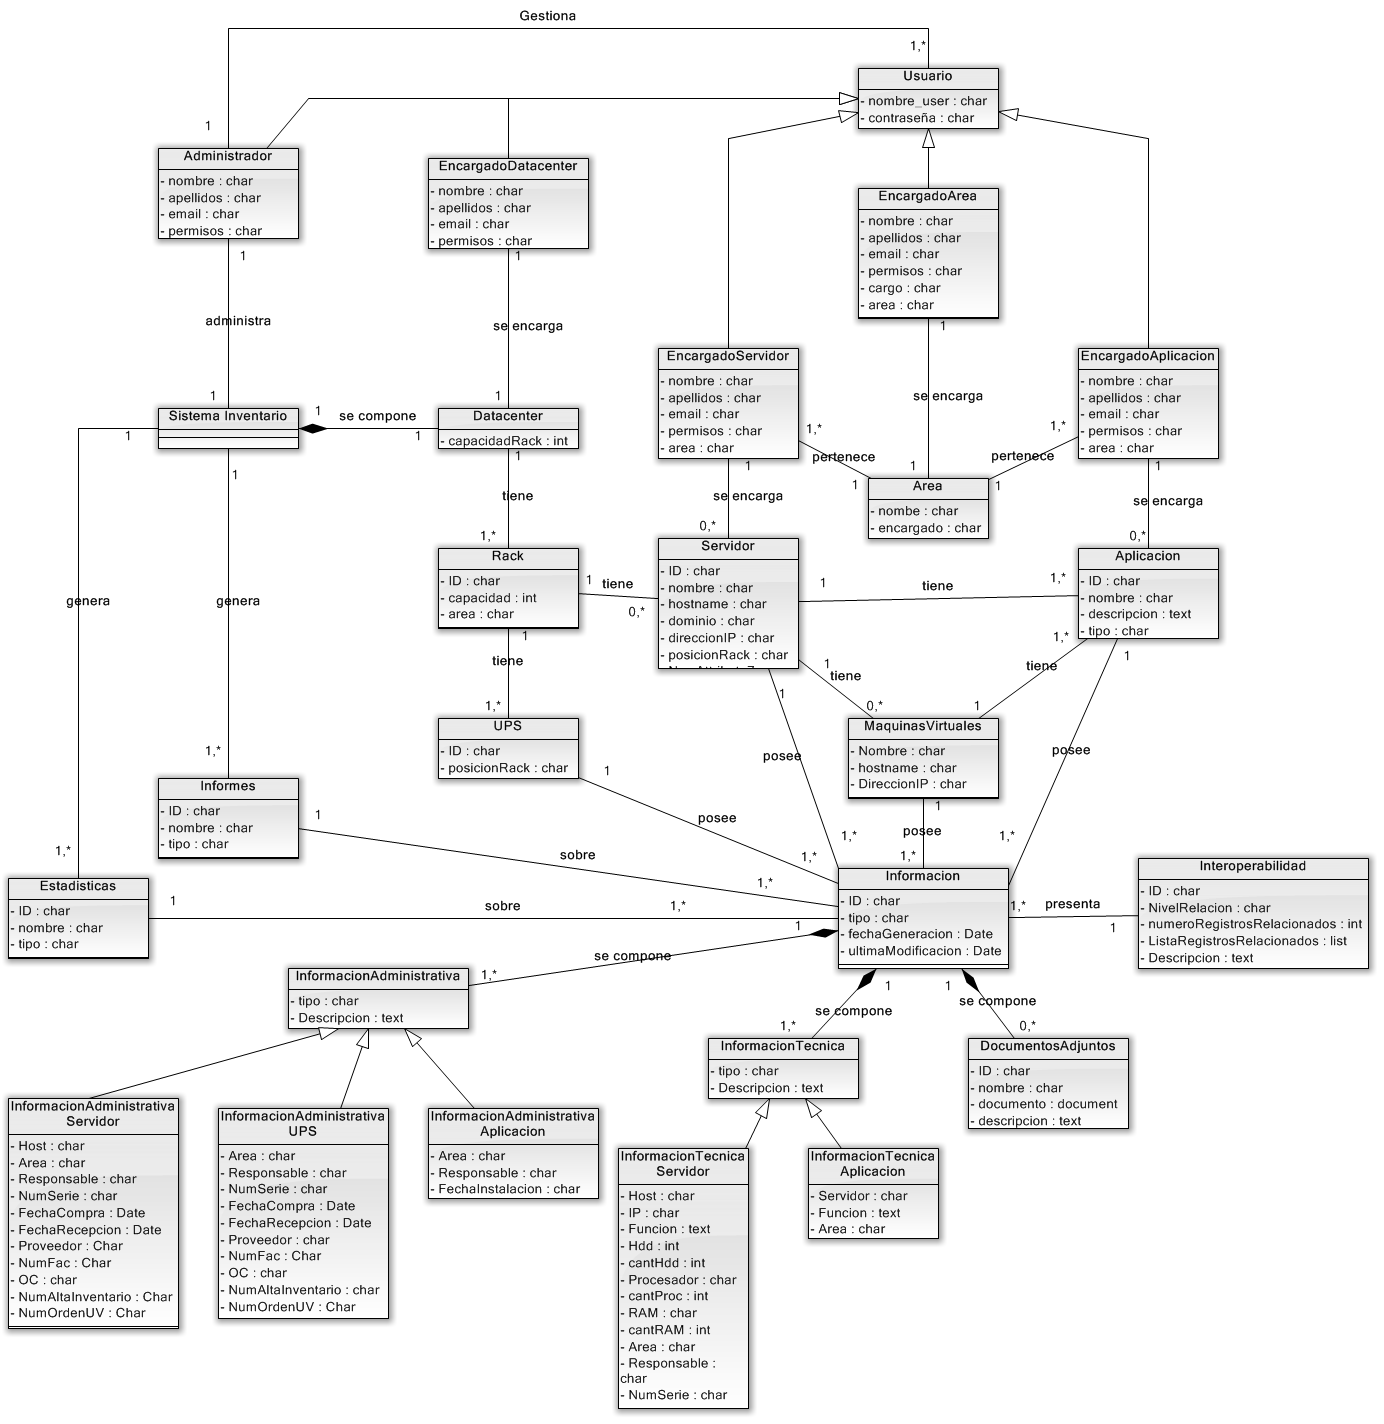 Gestiona
1,*
Usuario
- nombre_user : char
- contraseña : char
1
Administrador
- nombre : char
- apellidos : char
- email : char
- permisos : char
EncargadoDatacenter
- nombre : char
- apellidos : char
- email : char
- permisos : char
EncargadoArea
- nombre : char
- apellidos : char
- email : char
- permisos : char
- cargo : char
- area : char
1
1
1
administra
se encarga
EncargadoServidor
- nombre : char
- apellidos : char
- email : char
- permisos : char
- area : char
EncargadoAplicacion
- nombre : char
- apellidos : char
- email : char
- permisos : char
- area : char
se encarga
1
1
Sistema Inventario
1
se compone
1
Datacenter
- capacidadRack : int
1
1
1
1,*
pertenece
1
1
1,*
pertenece
1
Area
- nombe : char
- encargado : char
1
se encarga
0,*
1
se encarga
0,*
tiene
1,*
Rack
- ID : char
- capacidad : int
- area : char
1
tiene
0,*
Servidor
- ID : char
- nombre : char
- hostname : char
- dominio : char
- direccionIP : char
- posicionRack : char
1
tiene
1,*
Aplicacion
- ID : char
- nombre : char
- descripcion : text
- tipo : char
genera
genera
1
tiene
1,*
1
tiene
0,*
1,*
tiene
1
1
UPS
- ID : char
- posicionRack : char
MaquinasVirtuales
- Nombre : char
- hostname : char
- DireccionIP : char
1
posee
1,*
posee
1,*
Informes
- ID : char
- nombre : char
- tipo : char
1
posee
1,*
1
posee
1,*
1
sobre
1,*
1,*
Estadisticas
- ID : char
- nombre : char
- tipo : char
1
sobre
1,*
Informacion
- ID : char
- tipo : char
- fechaGeneracion : Date
- ultimaModificacion : Date
1,*
presenta
1
Interoperabilidad
- ID : char
- NivelRelacion : char
- numeroRegistrosRelacionados : int
- ListaRegistrosRelacionados : list
- Descripcion : text
1
se compone
1,*
InformacionAdministrativa
- tipo : char
- Descripcion : text
1
se compone
1,*
1
se compone
0,*
InformacionTecnica
- tipo : char
- Descripcion : text
DocumentosAdjuntos
- ID : char
- nombre : char
- documento : document
- descripcion : text
InformacionAdministrativa
Servidor
- Host : char
- Area : char
- Responsable : char
- NumSerie : char
- FechaCompra : Date
- FechaRecepcion : Date
- Proveedor : Char
- NumFac : Char
- OC : char
- NumAltaInventario : Char
- NumOrdenUV : Char
InformacionAdministrativa
UPS
- Area : char
- Responsable : char
- NumSerie : char
- FechaCompra : Date
- FechaRecepcion : Date
- Proveedor : char
- NumFac : Char
- OC : char
- NumAltaInventario : char
- NumOrdenUV : Char
InformacionAdministrativa
Aplicacion
- Area : char
- Responsable : char
- FechaInstalacion : char
InformacionTecnica
Servidor
- Host : char
- IP : char
- Funcion : text
- Hdd : int
- cantHdd : int
- Procesador : char
- cantProc : int
- RAM : char
- cantRAM : int
- Area : char
- Responsable :
char
- NumSerie : char
InformacionTecnica
Aplicacion
- Servidor : char
- Funcion : text
- Area : char